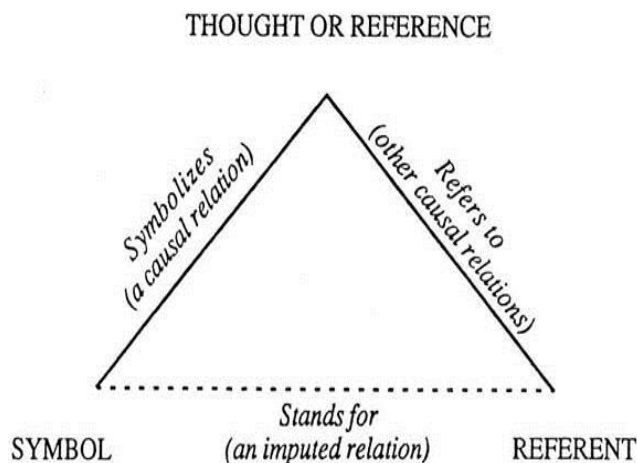 THOUGHT OR REFERENCE
Symbolizes
(a causal relation)
Refers to
(other causal relations)
Stands for
(an imputed relation)
SYMBOL
REFERENT